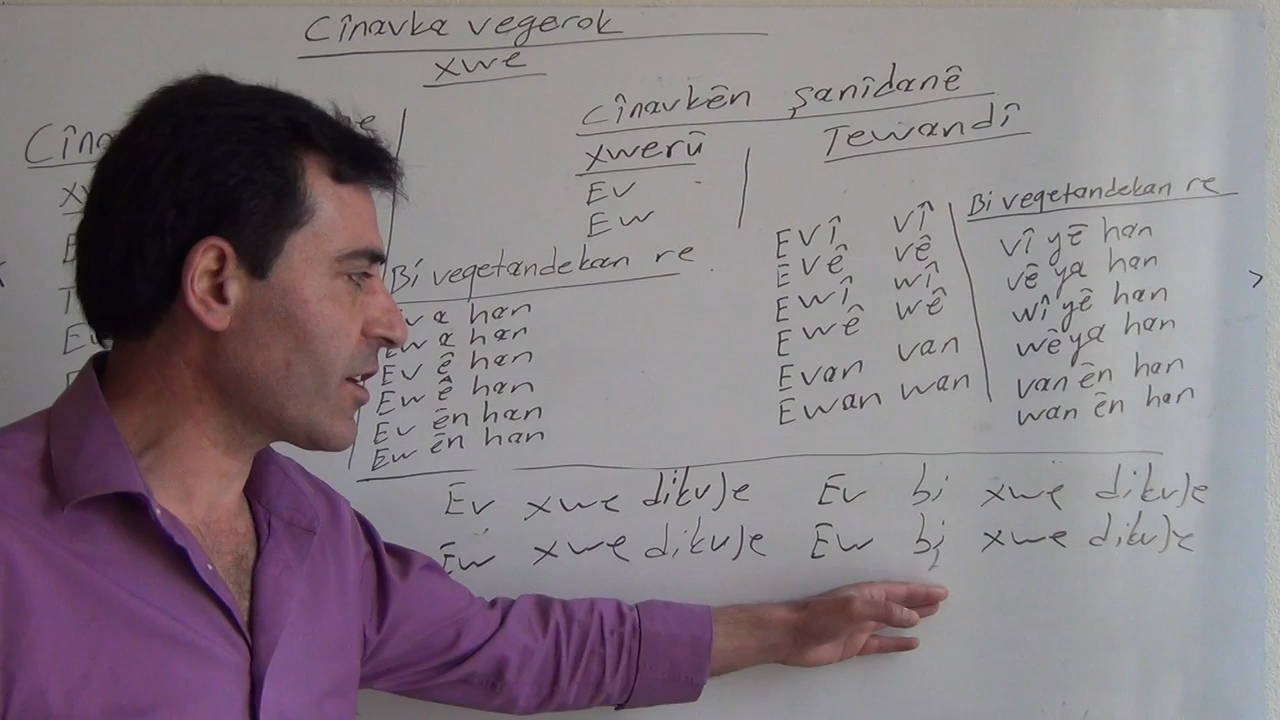 Cînavka vegerok
xwe
Cînavkên şanîdanê
xwerû
Ev
Ew
Bi vegetandekan re
Ewa han
Ev ê han
Ew ê han
Ev ên han
Ew ên han
Tewandî
Evî vî
Evê vê
Ewî wî
Ewê wê
Evan van
Ewan wan
Bi vegetandekan re
vî yê han
vê ya han
wî yê han
wê ya han
van ên han
wan ên han
Ev xwe dikuje Ev bi xwe dikuje
Ew xwe dikuje Ew bi xwe dikuje